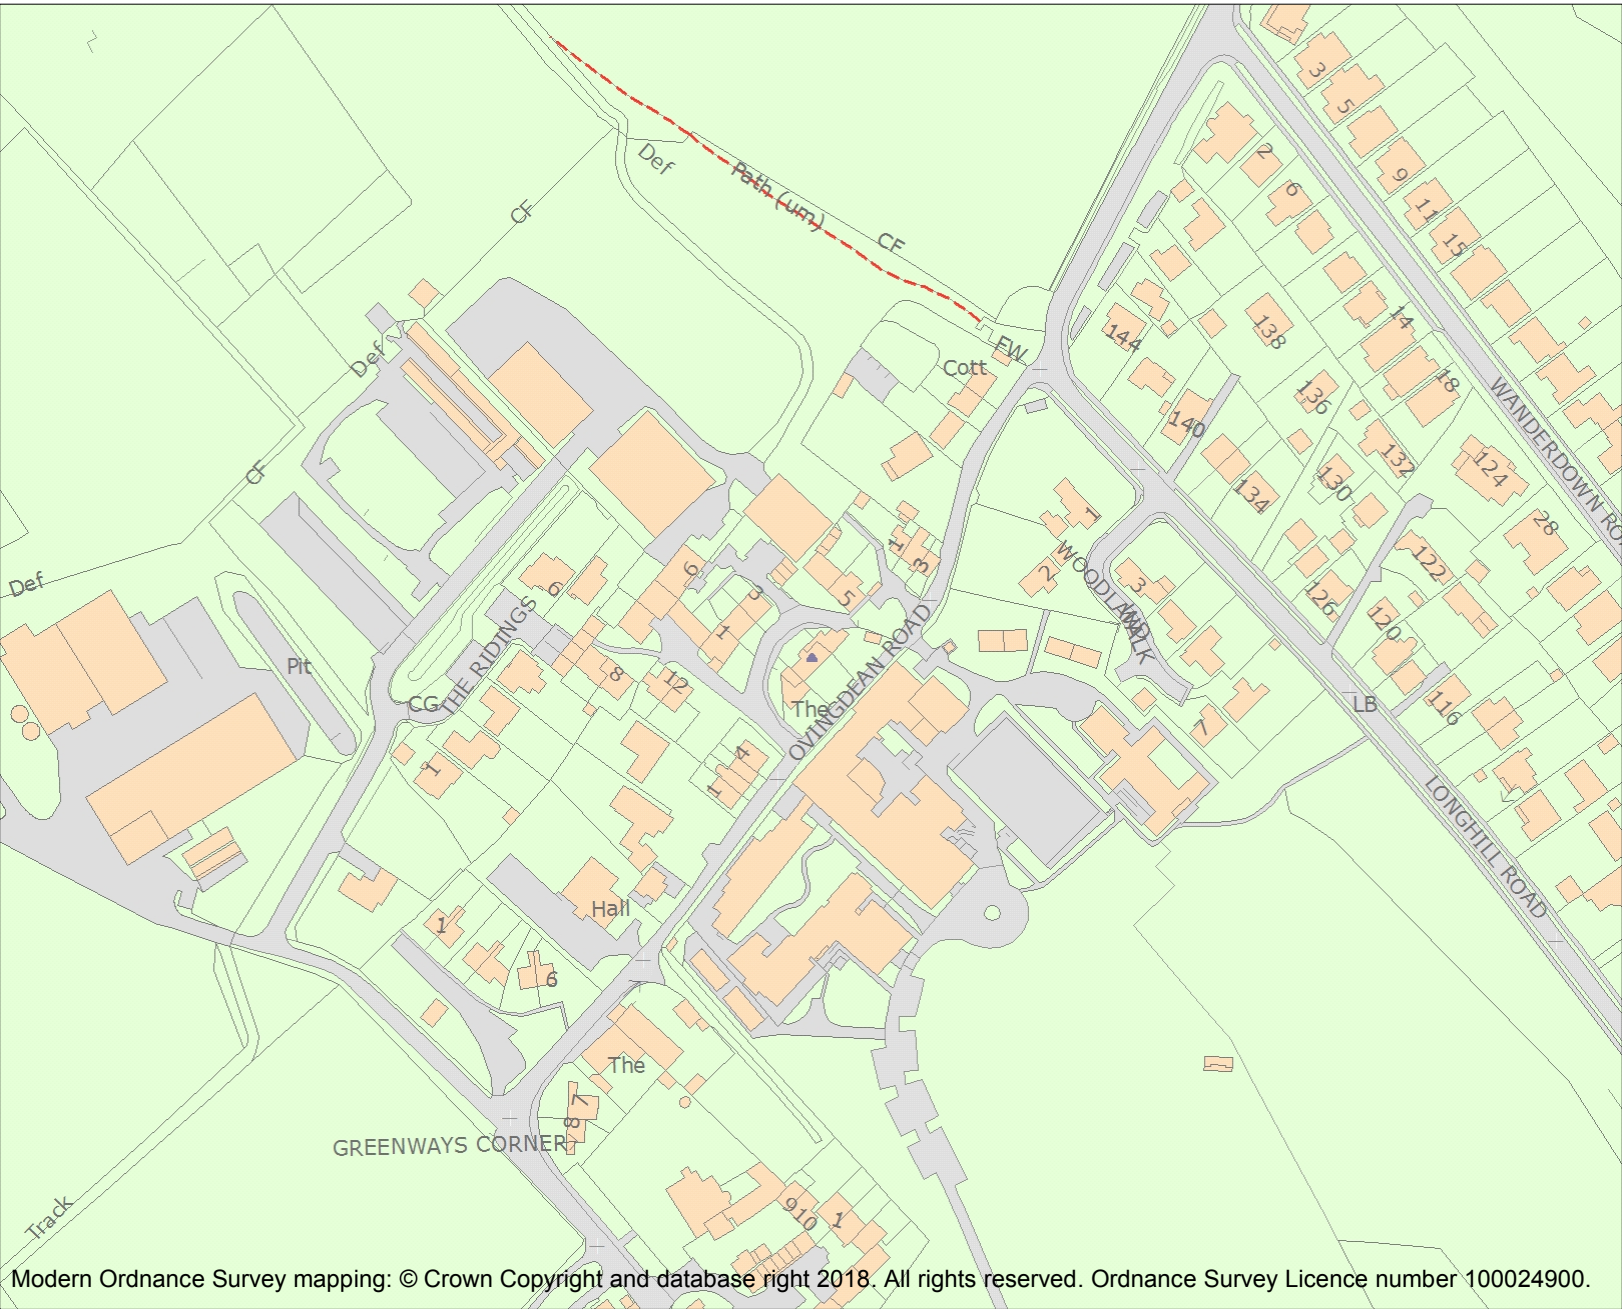 3
5
2
9
Def
Path (um)
6
11
CF
15
CF
14
144
138
FW
Def
Cott
18
136
WANDERDOWN RO
140
132
CF
124
130
134
1
28
1
WOODLAND
WALK
3
122
2
3
6
Def
6
3
5
126
THE RIDINGS
120
1
OVINGDEAN ROAD
Pit
8
12
CG
The
LB
116
7
4
1
1
LONGHILL ROAD
Hall
1
6
The
7
8
GREENWAYS CORNER
Track
910
1
Modern Ordnance Survey mapping: © Crown Copyright and database right 2018. All rights reserved. Ordnance Survey Licence number 100024900.